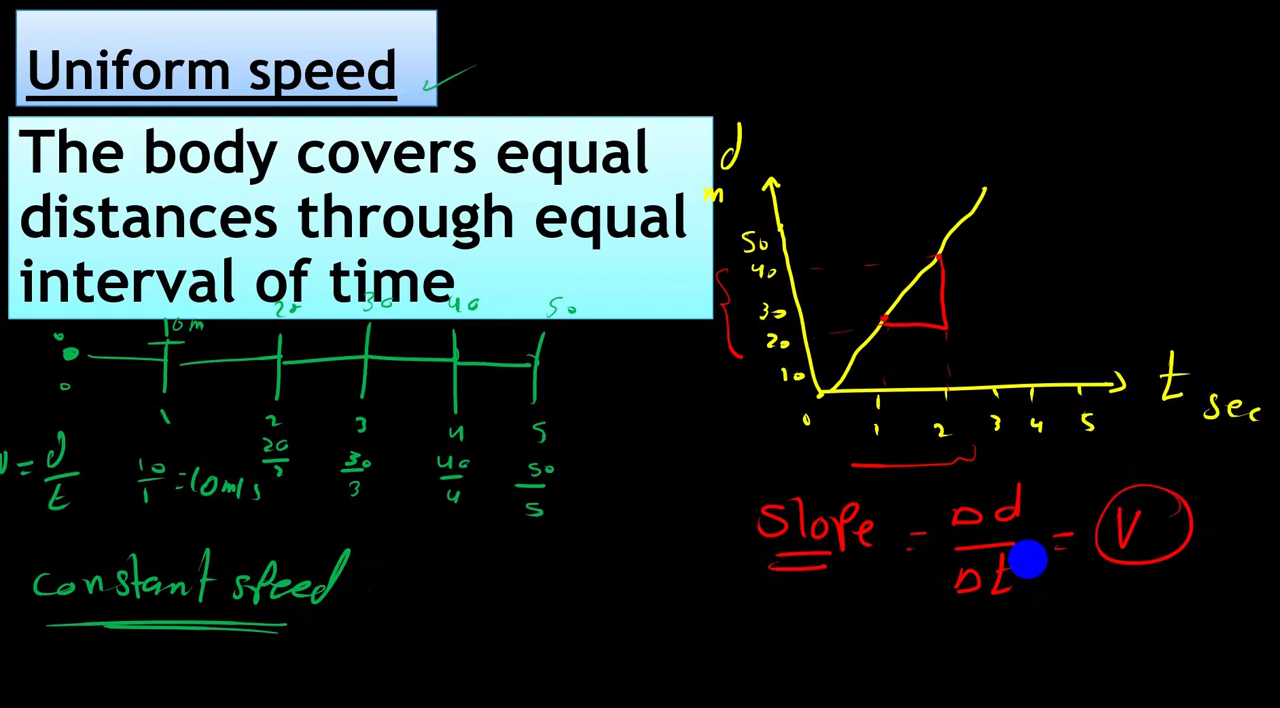 Uniform speed
The body covers equal
distances through equal
interval of time
10 m 20 30 40 50
1 2 3 4 5
v = d/t 10/1 = 10 m/s 20/2 30/3 40/4 50/5
constant speed
d
m
50
40
30
20
10
0 1 2 3 4 5
t sec
Slope = Δd/Δt = V